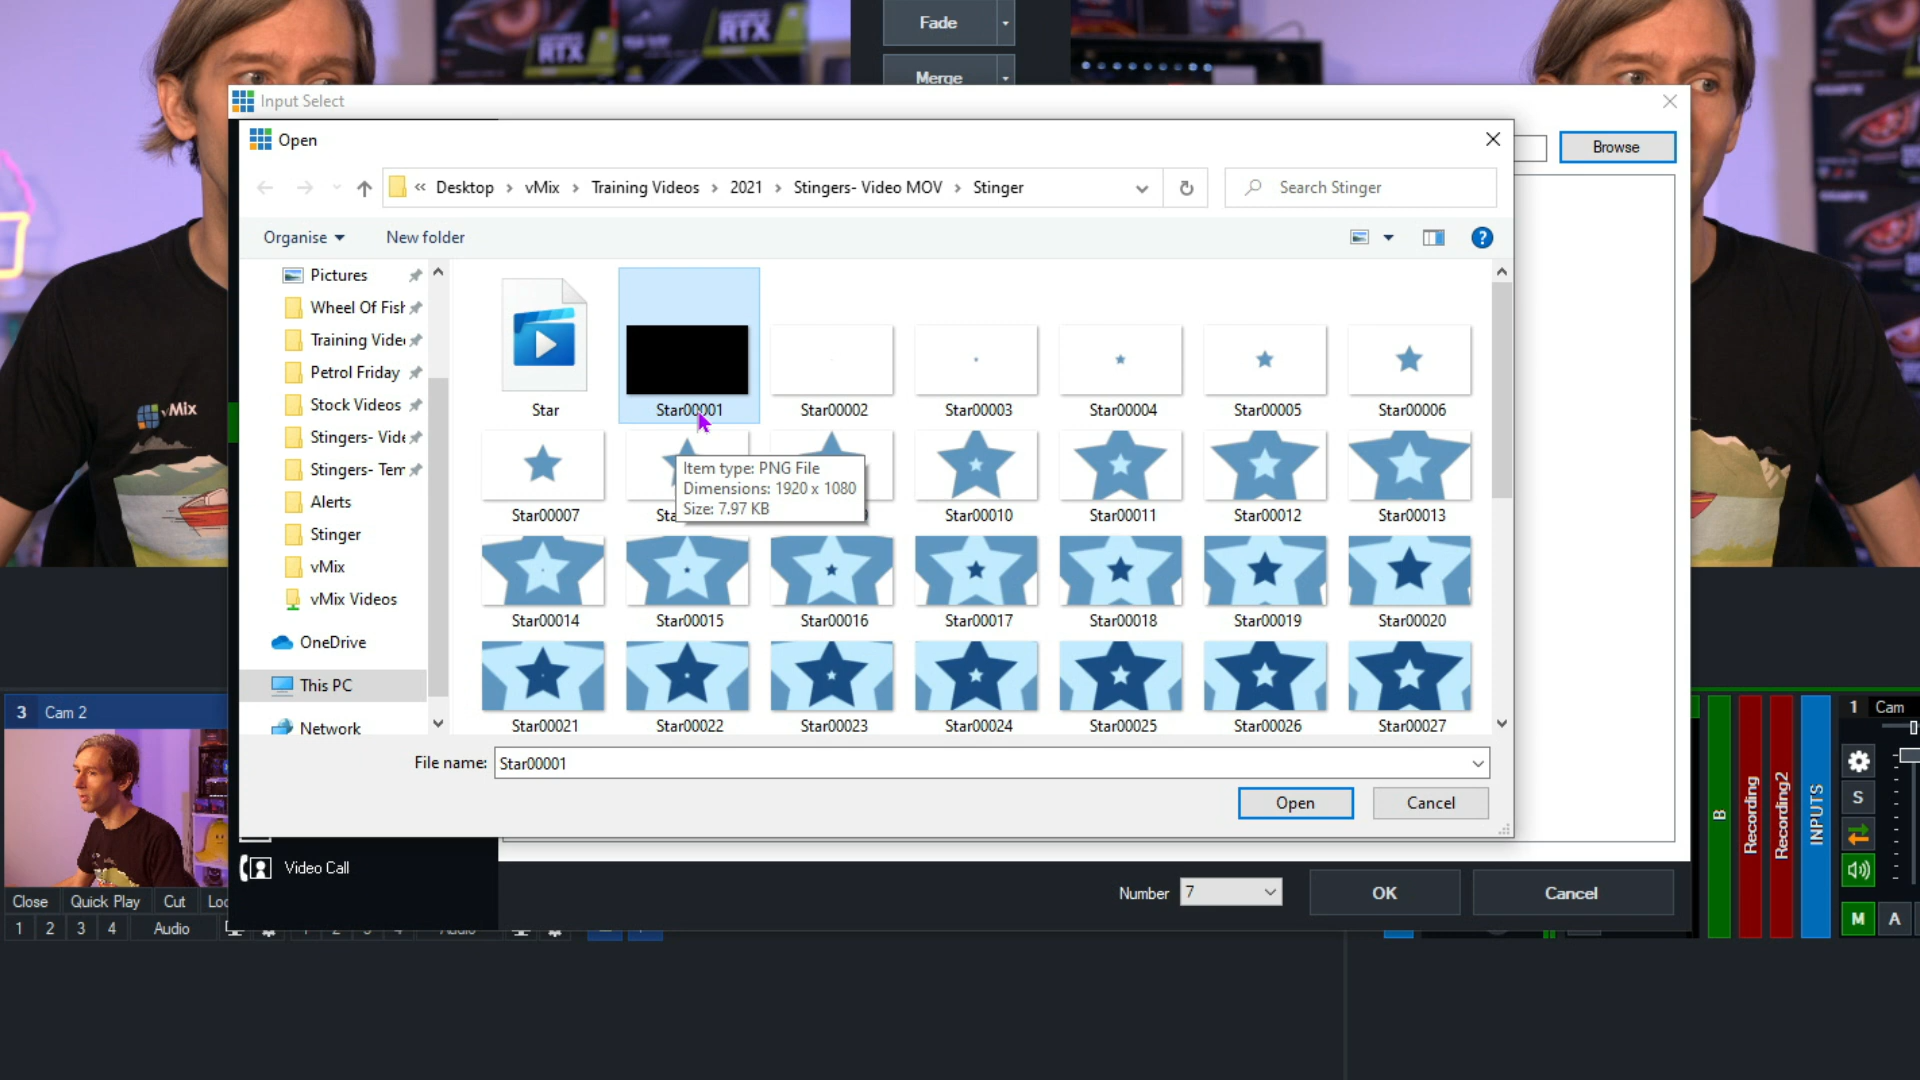 RTX
RTX
Fade
Merge
Input Select
Open
Browse
« Desktop › vMix › Training Videos › 2021 › Stingers- Video MOV › Stinger
Search Stinger
Organise
New folder
Pictures
Wheel Of Fish
Training Vide
Petrol Friday
Stock Videos
Stingers- Vide
Stingers- Tem
Alerts
Stinger
vMix
vMix Videos
OneDrive
This PC
Network
Star
Star00001
Star00002
Star00003
Star00004
Star00005
Star00006
Star00007
Star00010
Star00011
Star00012
Star00013
Item type: PNG File
Dimensions: 1920 x 1080
Size: 7.97 KB
Star00014
Star00015
Star00016
Star00017
Star00018
Star00019
Star00020
Star00021
Star00022
Star00023
Star00024
Star00025
Star00026
Star00027
File name: Star00001
Open
Cancel
Video Call
Number 7
OK
Cancel
vMix
3 Cam 2
Close Quick Play Cut Loo
1 2 3 4 Audio
B
Recording
Recording2
INPUTS
1 Cam
S
M A